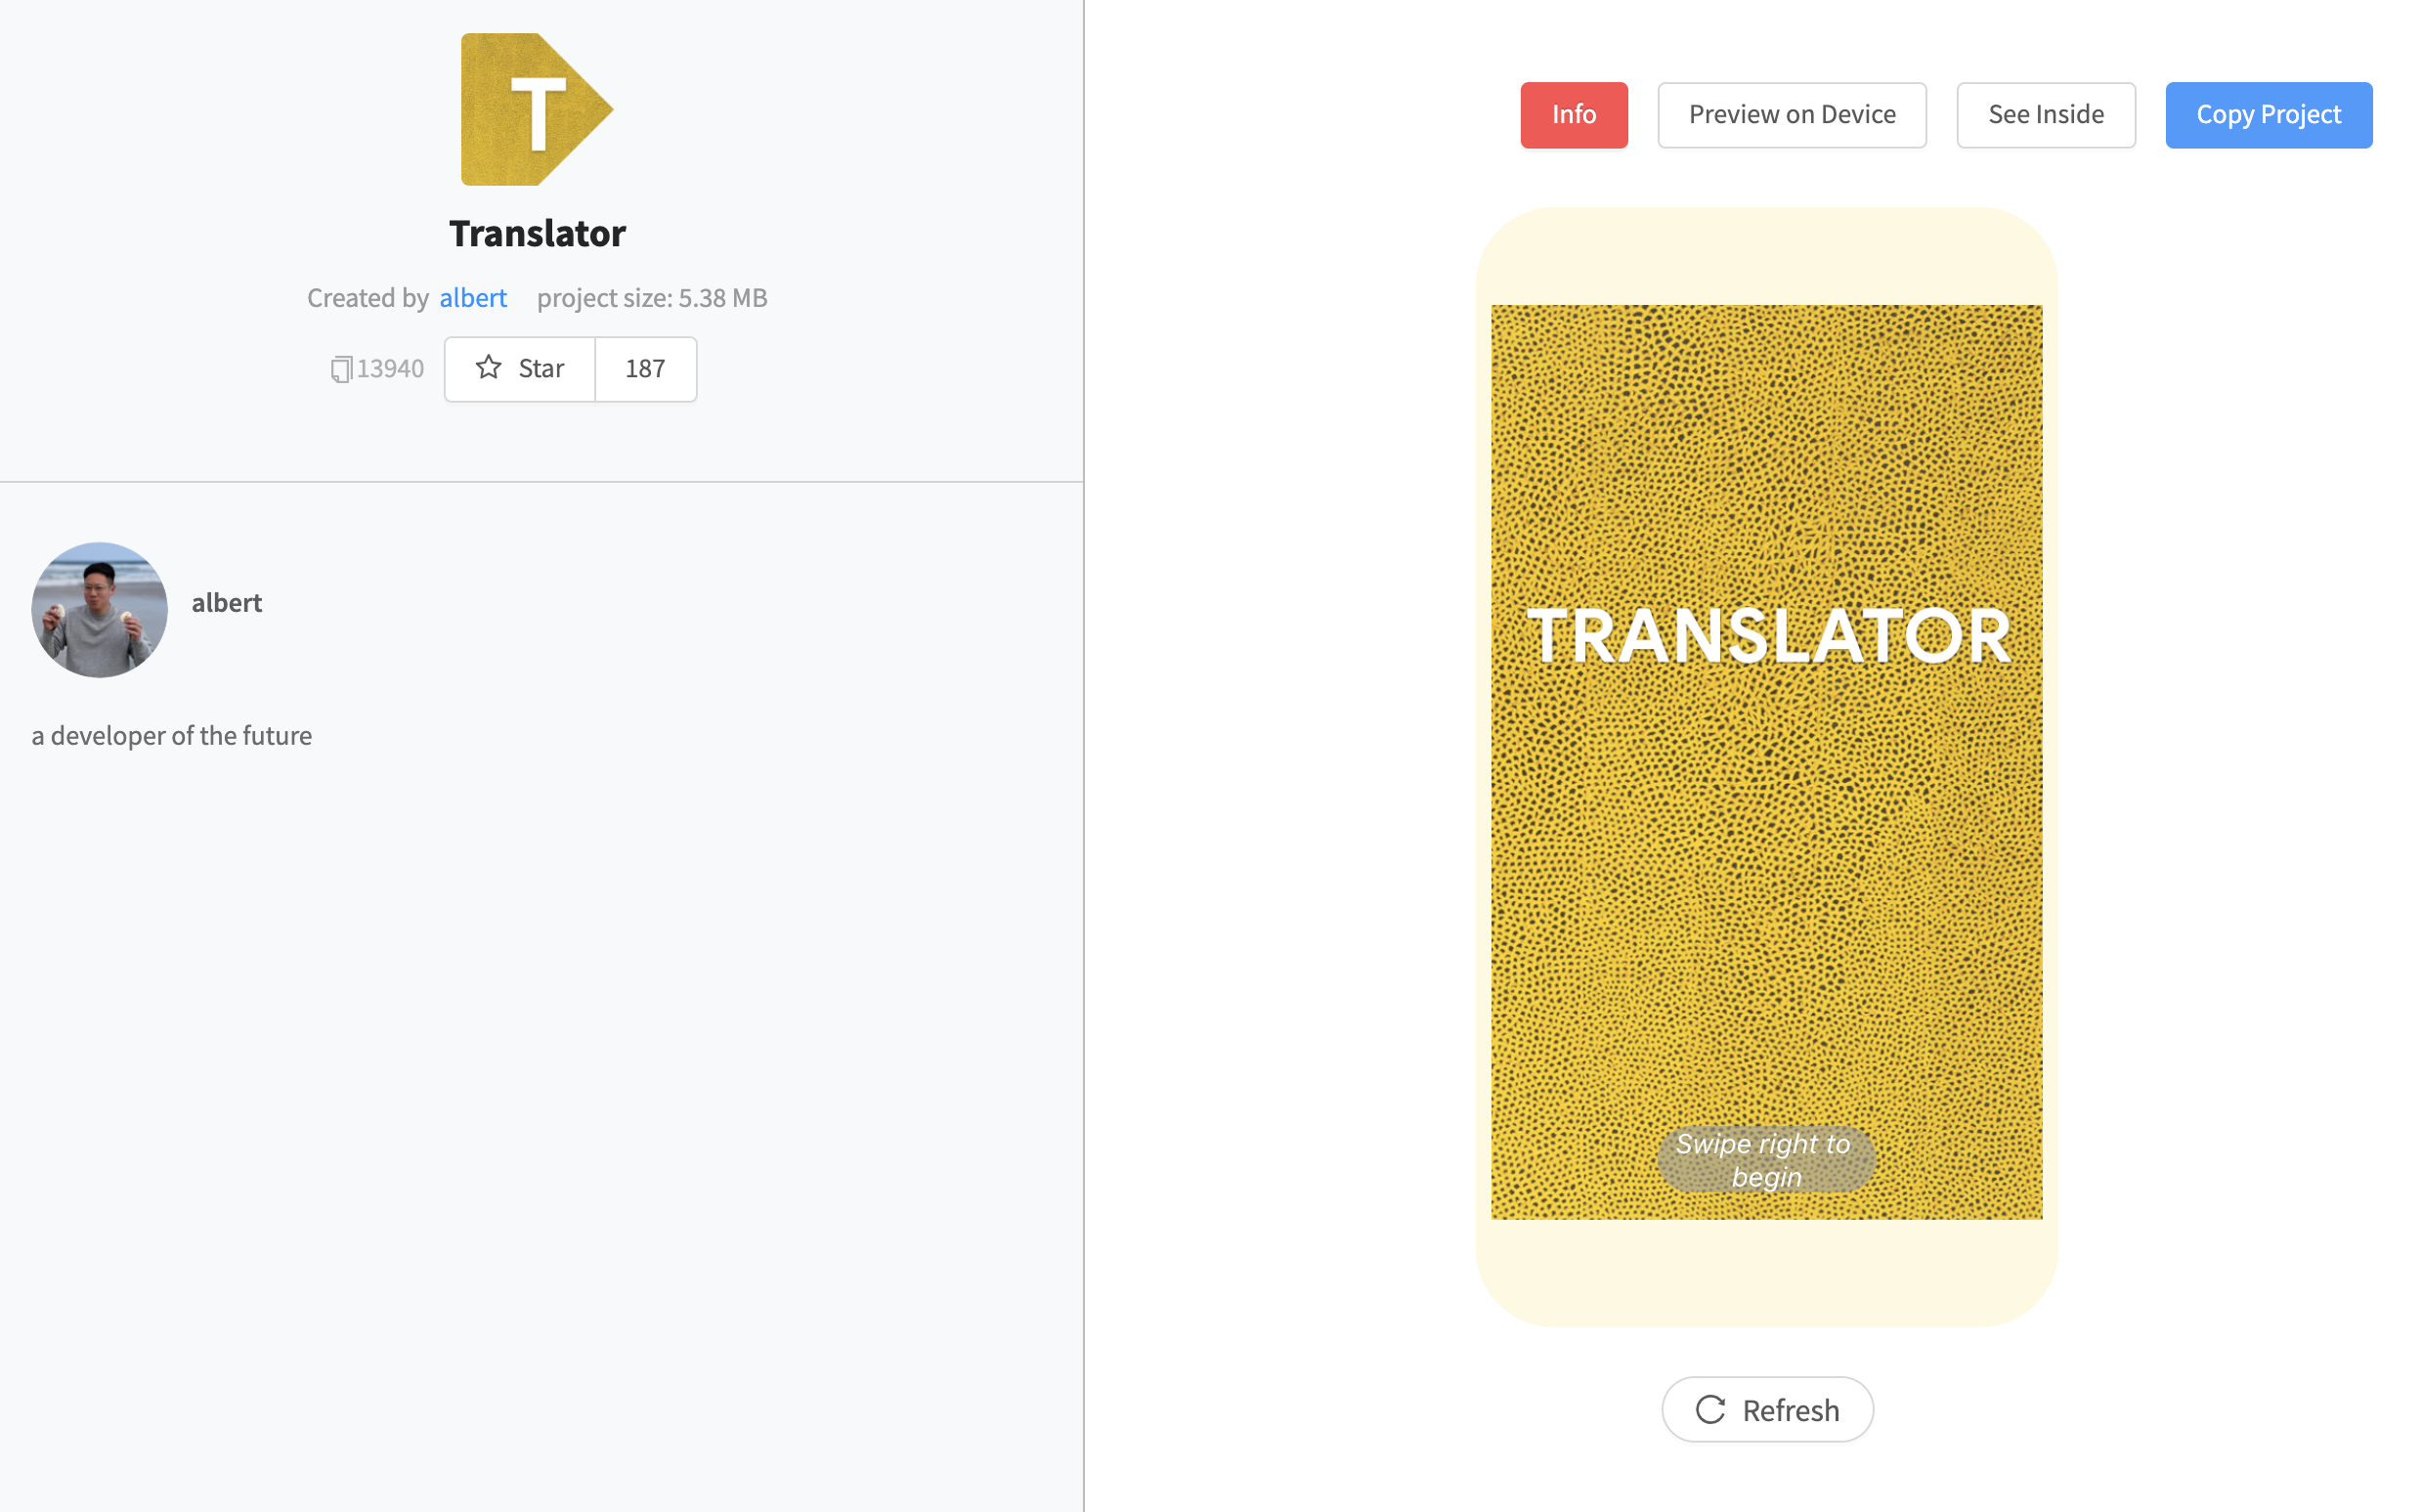 T
Translator
Created by albert project size: 5.38 MB
13940 Star 187
albert
a developer of the future
Info Preview on Device See Inside Copy Project
TRANSLATOR
Swipe right to
begin
Refresh